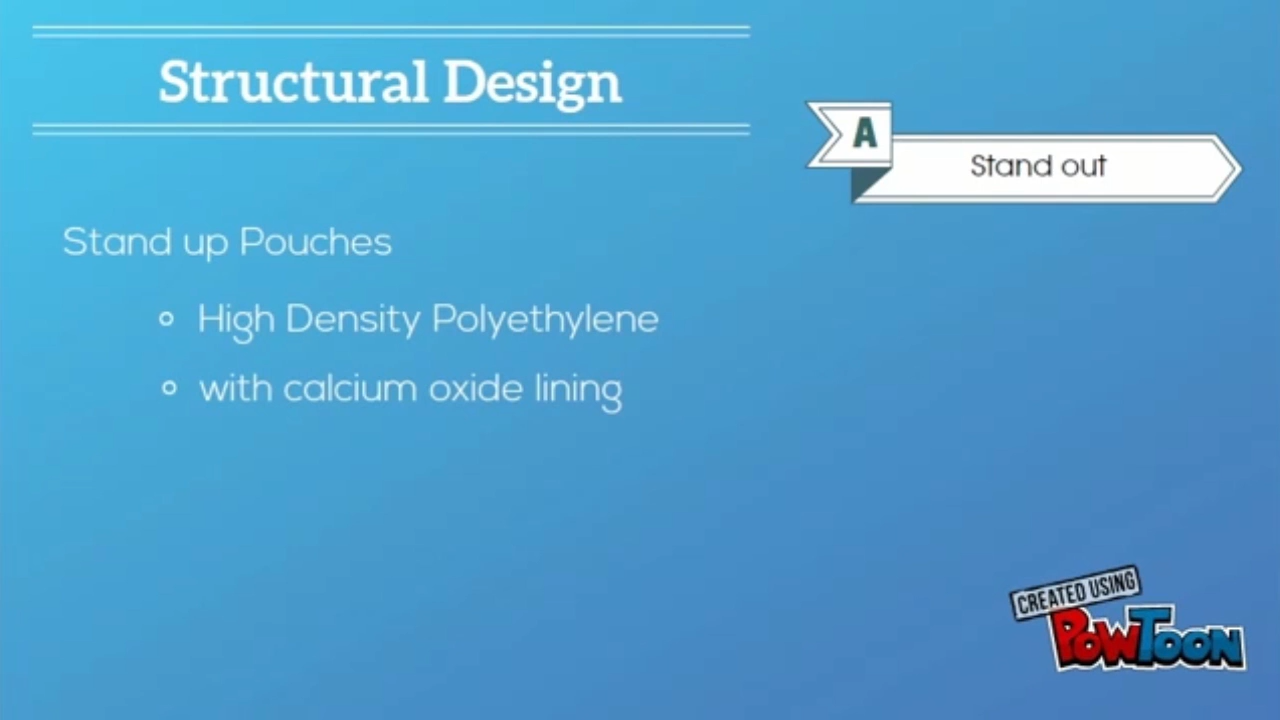 Structural Design
A
Stand out
Stand up Pouches
High Density Polyethylene
with calcium oxide lining
CREATED USING
POWTOON